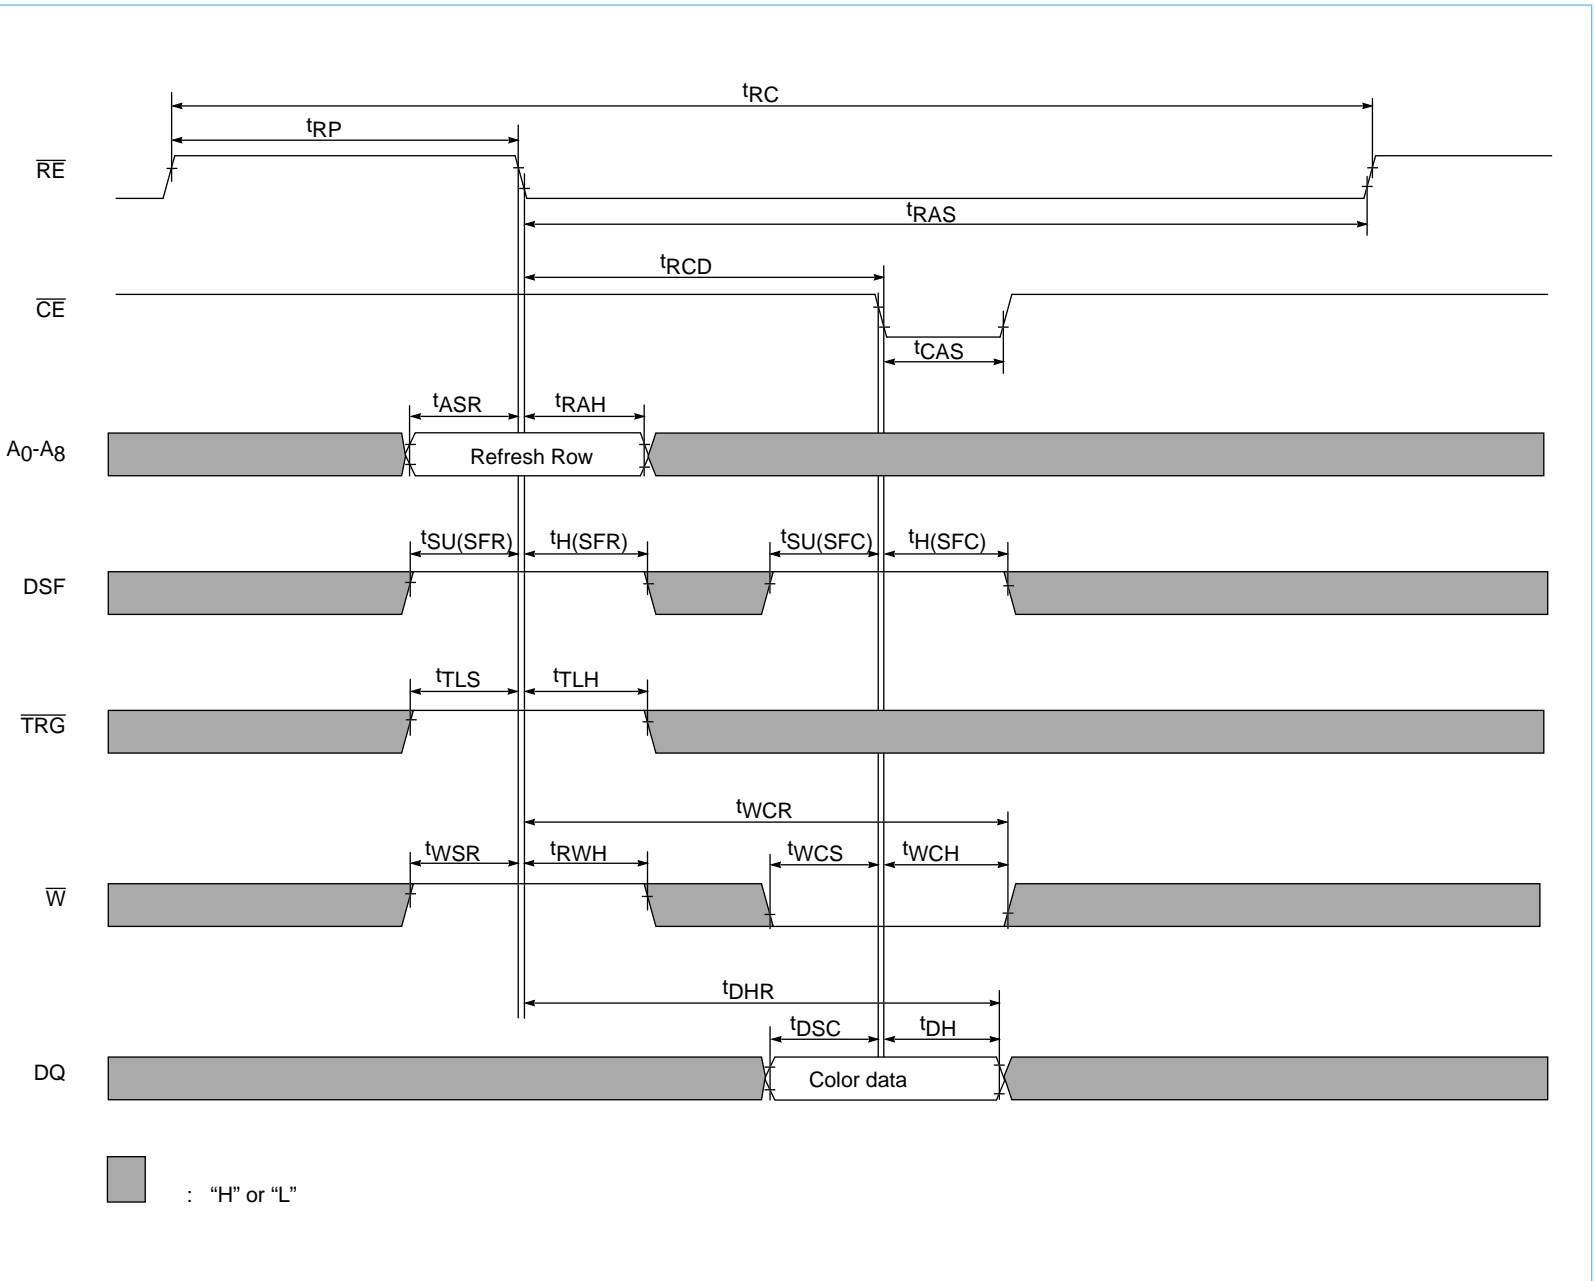 tRC
tRP
RE
tRAS
tRCD
CE
tCAS
tASR
tRAH
A0-A8
Refresh Row
tSU(SFR)
tH(SFR)
tSU(SFC)
tH(SFC)
DSF
tTLS
tTLH
TRG
tWCR
tWSR
tRWH
tWCS
tWCH
W
tDHR
tDSC
tDH
DQ
Color data
: “H” or “L”